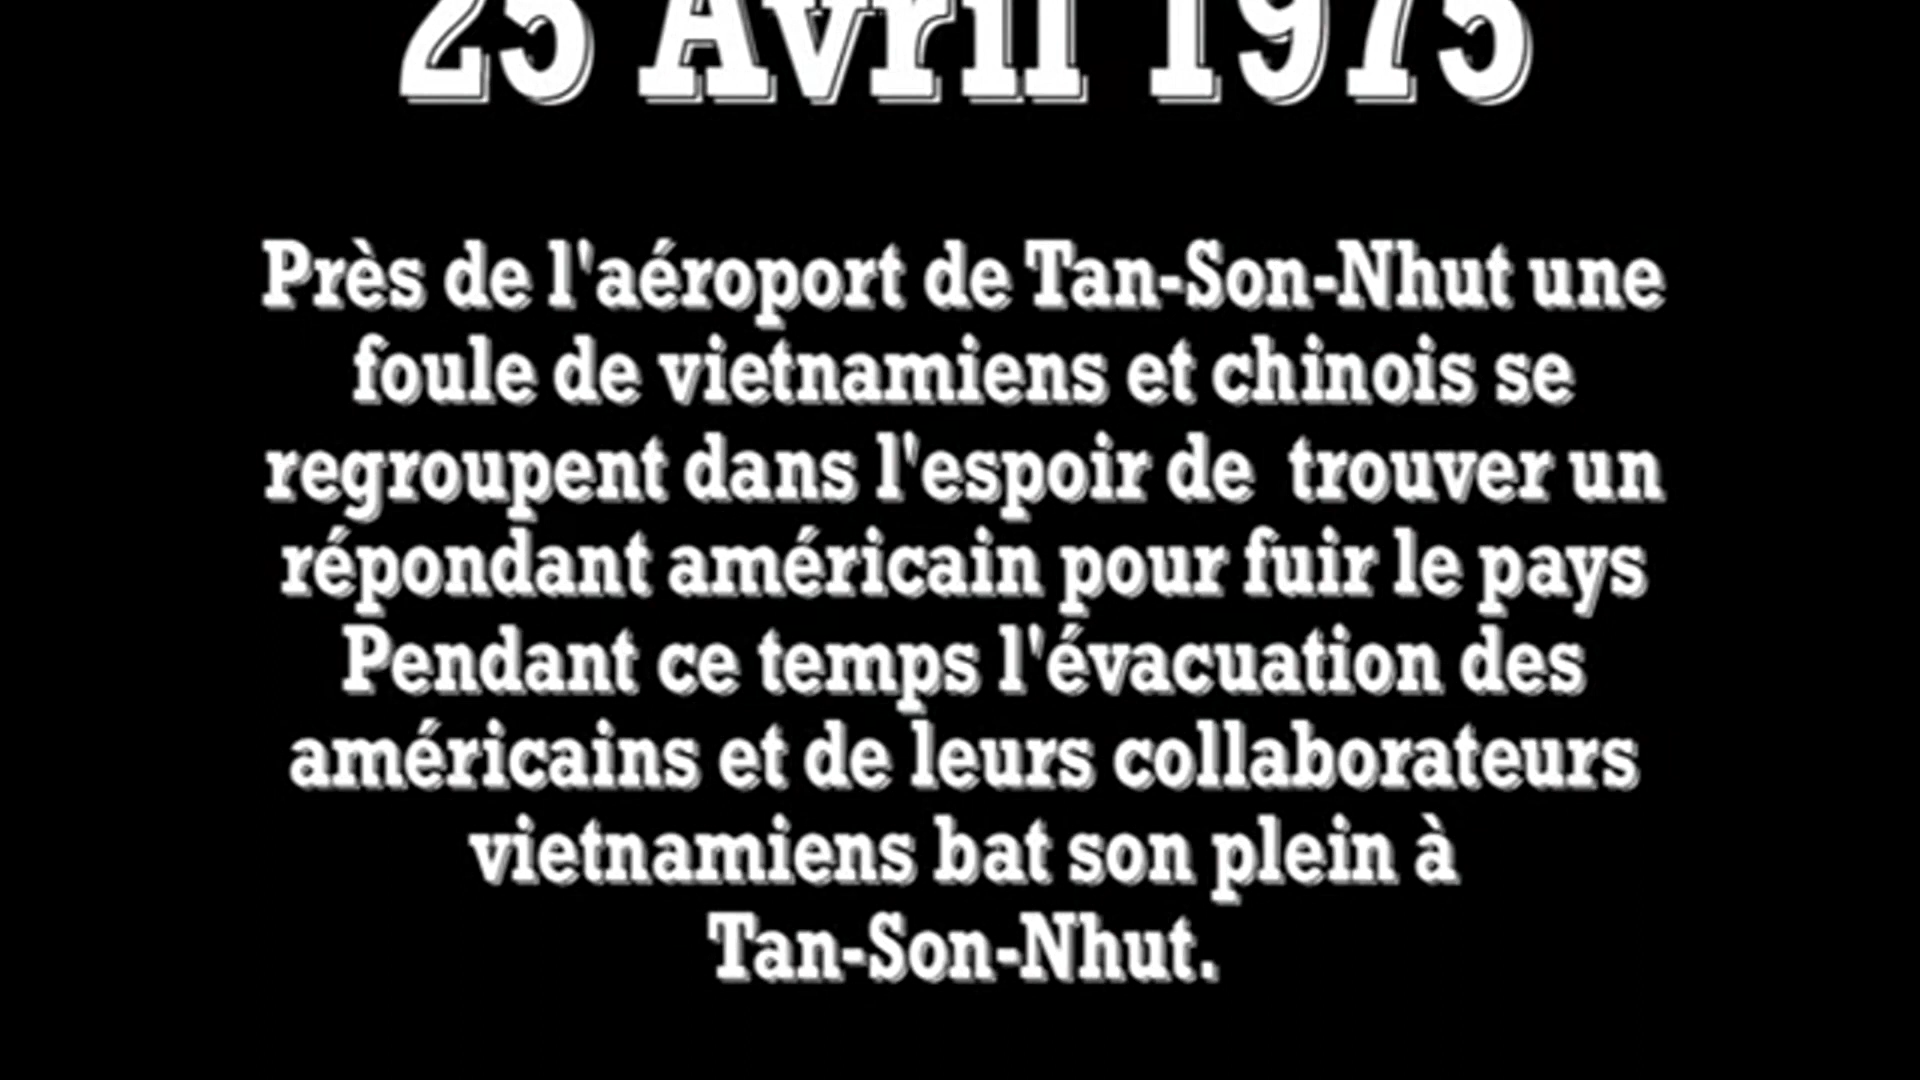 25 Avril 1975
Près de l'aéroport de Tan-Son-Nhut une
foule de vietnamiens et chinois se
regroupent dans l'espoir de  trouver un
répondant américain pour fuir le pays
Pendant ce temps l'évacuation des
américains et de leurs collaborateurs
vietnamiens bat son plein à
Tan-Son-Nhut.